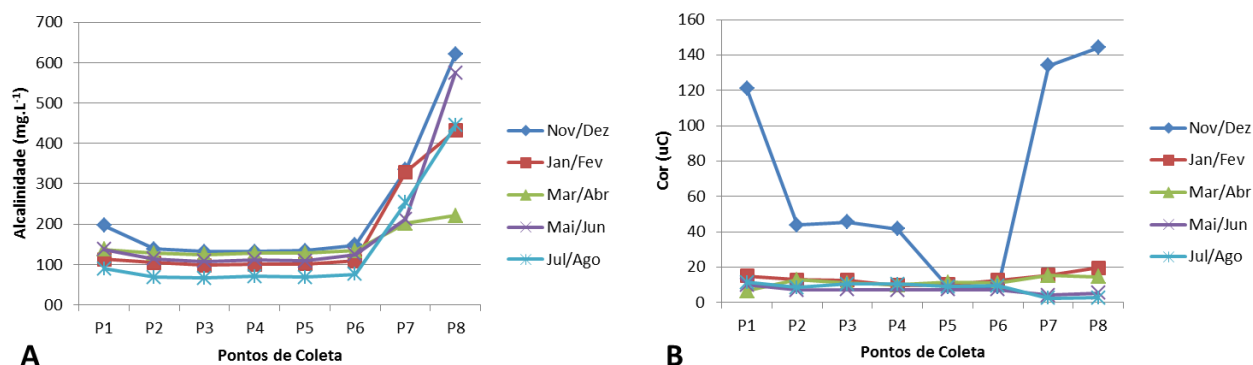 700
600
500
400
300
200
100
00
Alcalinidade (mg.L-¹)
P1 P2 P3 P4 P5 P6 P7 P8
Pontos de Coleta
Nov/Dez
Jan/Fev
Mar/Abr
Mai/Jun
Jul/Ago
A
160
140
120
100
80
60
40
20
0
Cor (uC)
P1 P2 P3 P4 P5 P6 P7 P8
Pontos de Coleta
Nov/Dez
Jan/Fev
Mar/Abr
Mai/Jun
Jul/Ago
B